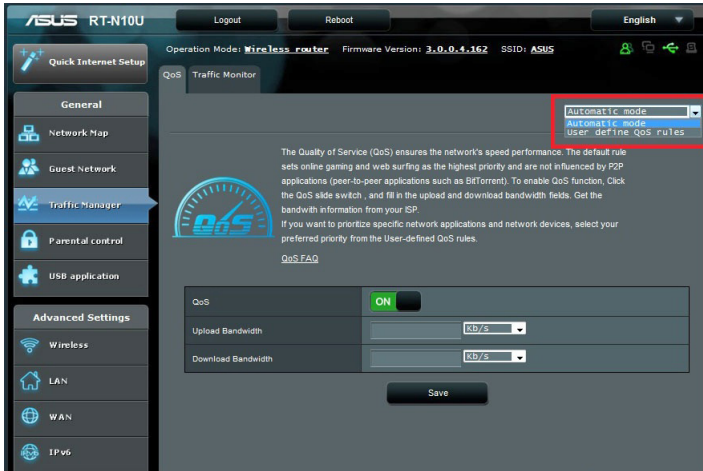 ASUS RT-N10U Logout Reboot English
Quick Internet Setup
Operation Mode: Wireless router Firmware Version: 3.0.0.4.162 SSID: ASUS
QoS Traffic Monitor
General
Network Map
Guest Network
Traffic Manager
Parental control
USB application
Advanced Settings
Wireless
LAN
WAN
IPv6
Automatic mode
Automatic mode
User define QoS rules
The Quality of Service (QoS) ensures the network's speed performance. The default rule
sets online gaming and web surfing as the highest priority and are not influenced by P2P
applications (peer-to-peer applications such as BitTorrent). To enable QoS function, Click
the QoS slide switch , and fill in the upload and download bandwidth fields. Get the
bandwith information from your ISP.
If you want to prioritize specific network applications and network devices, select your
preferred priority from the User-defined QoS rules.
QoS FAQ
QoS
QoS ON
Upload Bandwidth Kb/s
Download Bandwidth Kb/s
Save